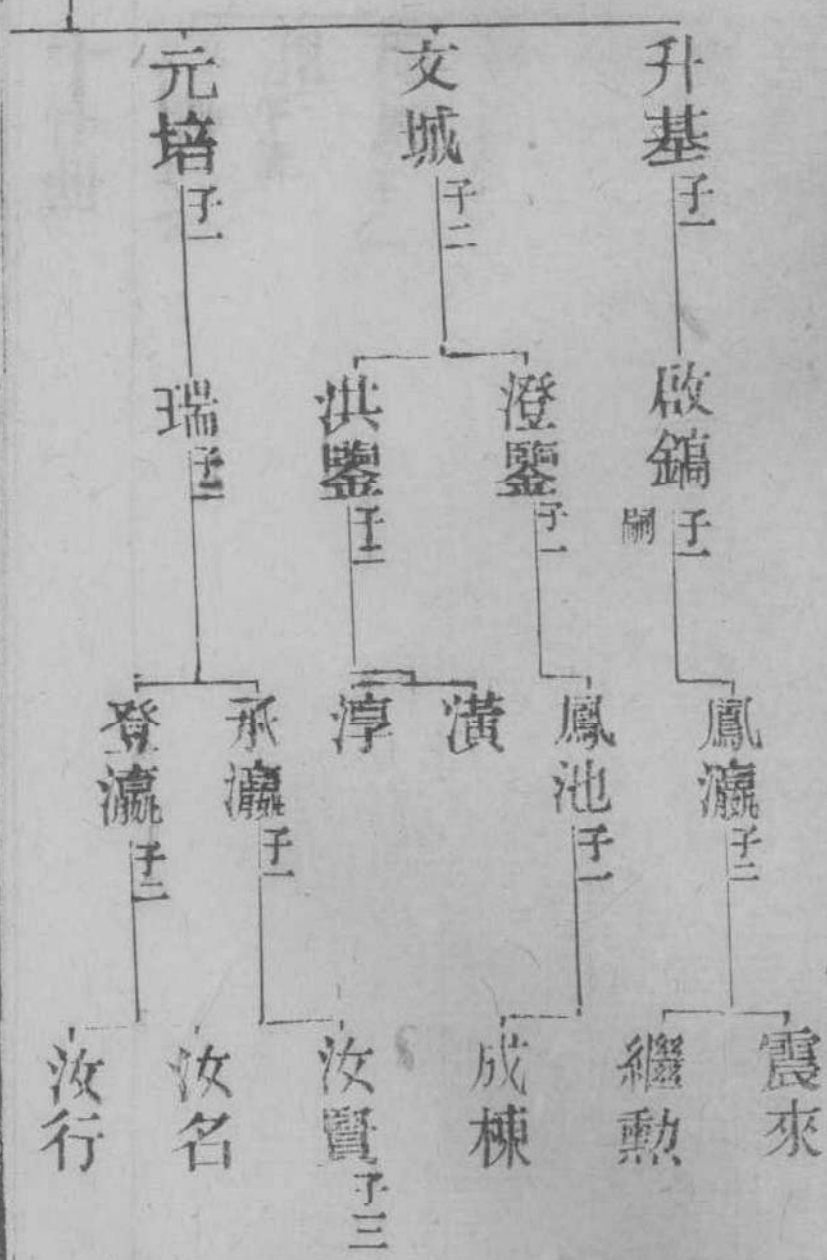 升基 子一
文城 子二
元培 子一
啟鎬 子一 嗣
澄鑒 子一
洪鑒 子二
瑞 子二
鳳瀛 子二
鳳池 子一
潢
淳
承瀛 子一
登瀛 子二
震來
繼勳
成棟
汝賢 子三
汝名
汝行